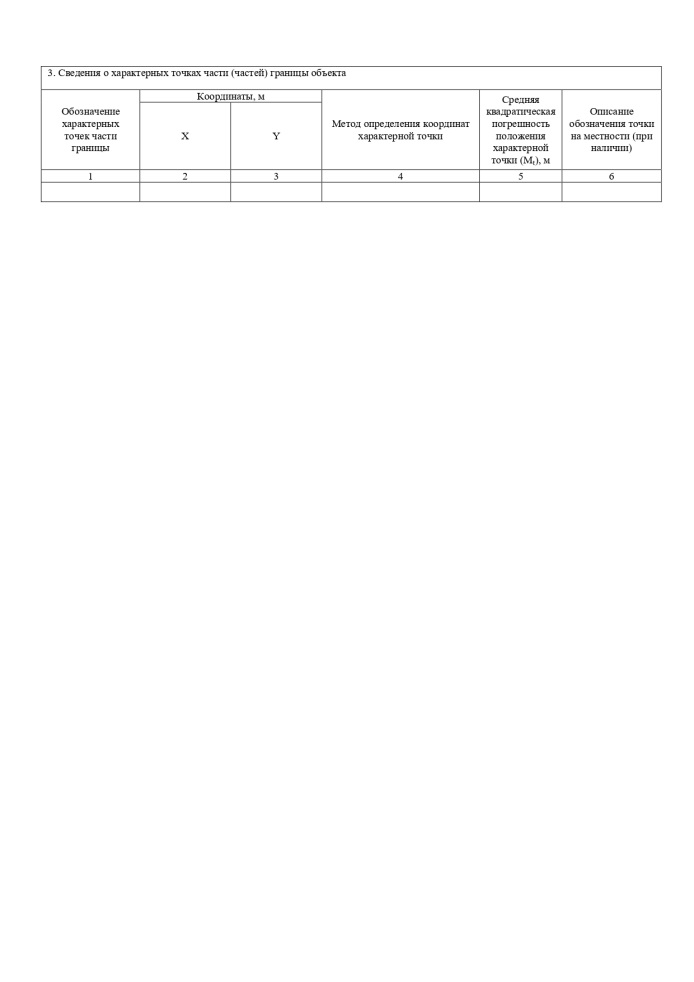 3. Сведения о характерных точках части (частей) границы объекта
Обозначение
характерных
точек части
границы
Координаты, м
X
Y
Метод определения координат
характерной точки
Средняя
квадратическая
погрешность
положения
характерной
точки (Mt), м
Описание
обозначения точки
на местности (при
наличии)
1 2 3 4 5 6